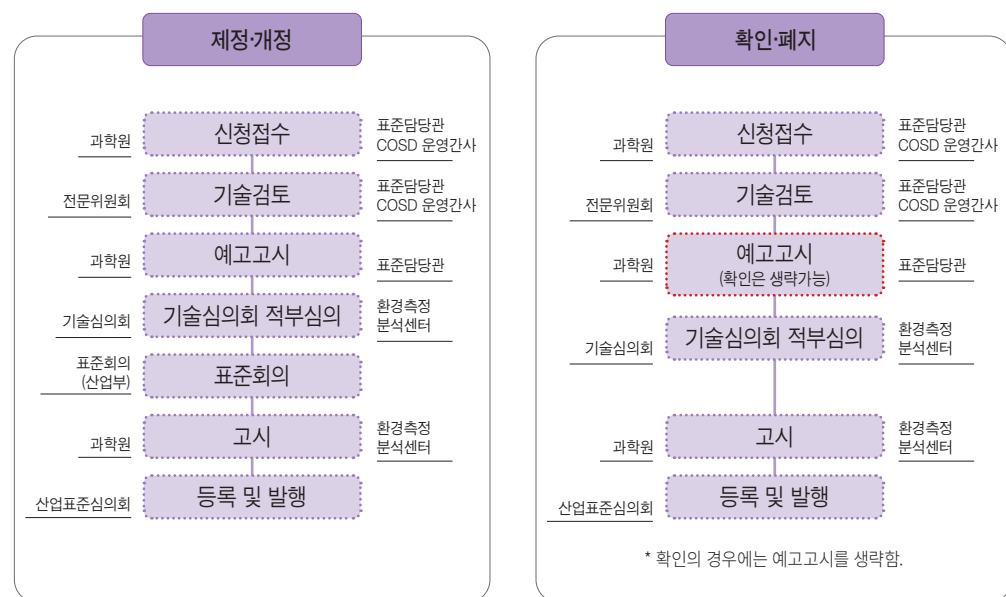 제정·개정
과학원
신청접수
표준담당관
COSD 운영간사
전문위원회
기술검토
표준담당관
COSD 운영간사
과학원
예고고시
표준담당관
기술심의회
기술심의회 적부심의
환경측정
분석센터
표준회의
(산업부)
표준회의
과학원
고시
환경측정
분석센터
산업표준심의회
등록 및 발행
확인·폐지
과학원
신청접수
표준담당관
COSD 운영간사
전문위원회
기술검토
표준담당관
COSD 운영간사
과학원
예고고시
(확인은 생략가능)
표준담당관
기술심의회
기술심의회 적부심의
환경측정
분석센터
과학원
고시
환경측정
분석센터
산업표준심의회
등록 및 발행
* 확인의 경우에는 예고고시를 생략함.